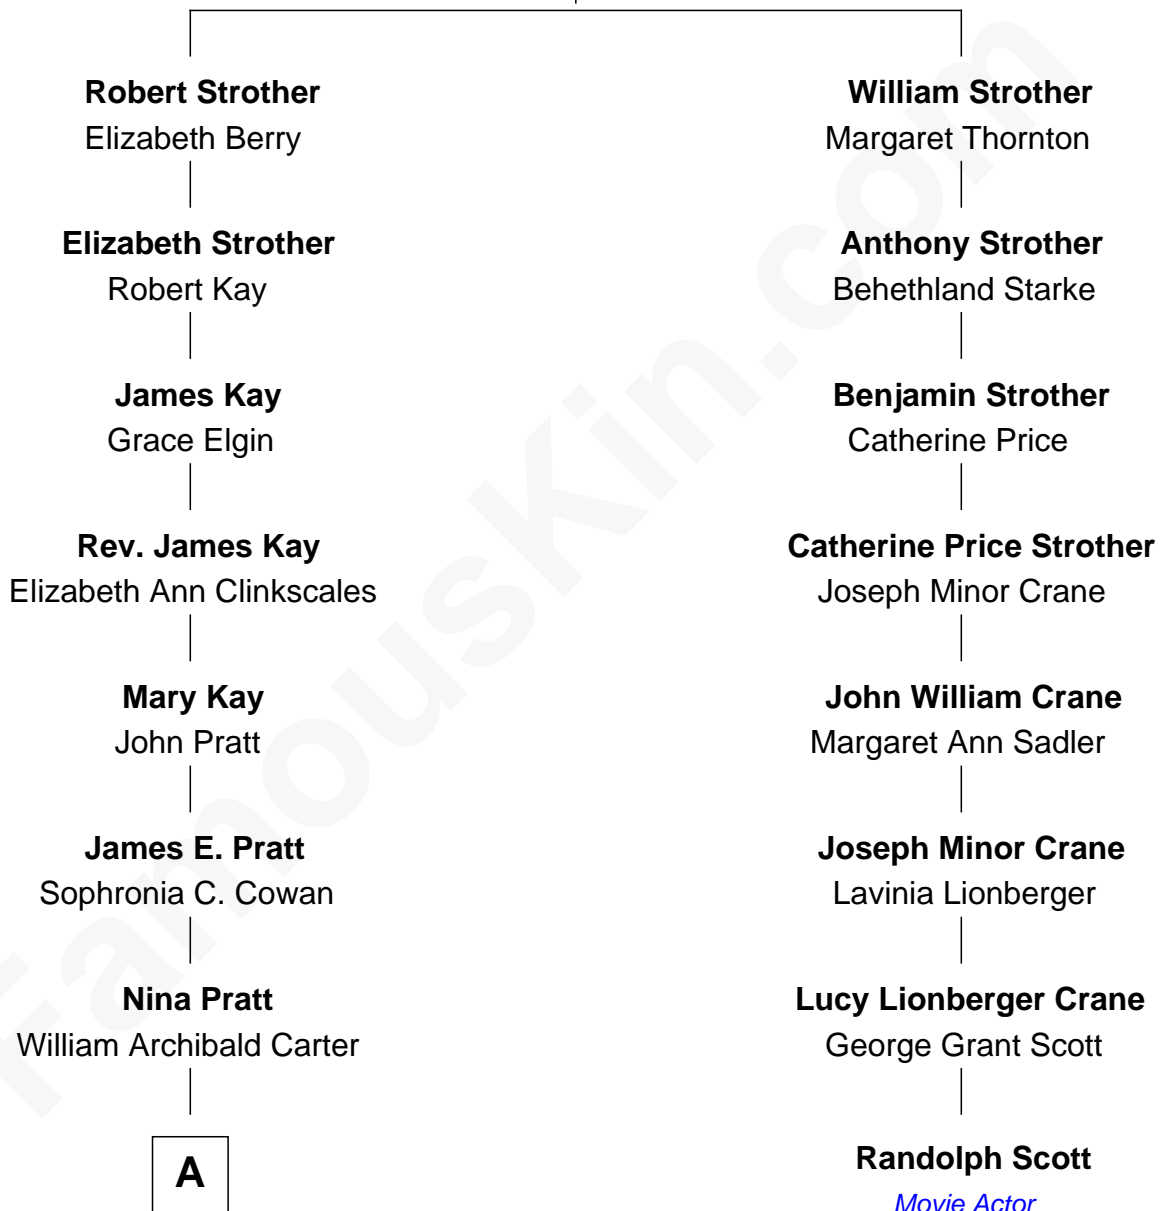 Robert Strother
Elizabeth Berry
Elizabeth Strother
Robert Kay
James Kay
Grace Elgin
Rev. James Kay
Elizabeth Ann Clinkscales
Mary Kay
John Pratt
James E. Pratt
Sophronia C. Cowan
Nina Pratt
William Archibald Carter
A
William Strother
Margaret Thornton
Anthony Strother
Behethland Starke
Benjamin Strother
Catherine Price
Catherine Price Strother
Joseph Minor Crane
John William Crane
Margaret Ann Sadler
Joseph Minor Crane
Lavinia Lionberger
Lucy Lionberger Crane
George Grant Scott
Randolph Scott
Movie Actor
FamousKin.com